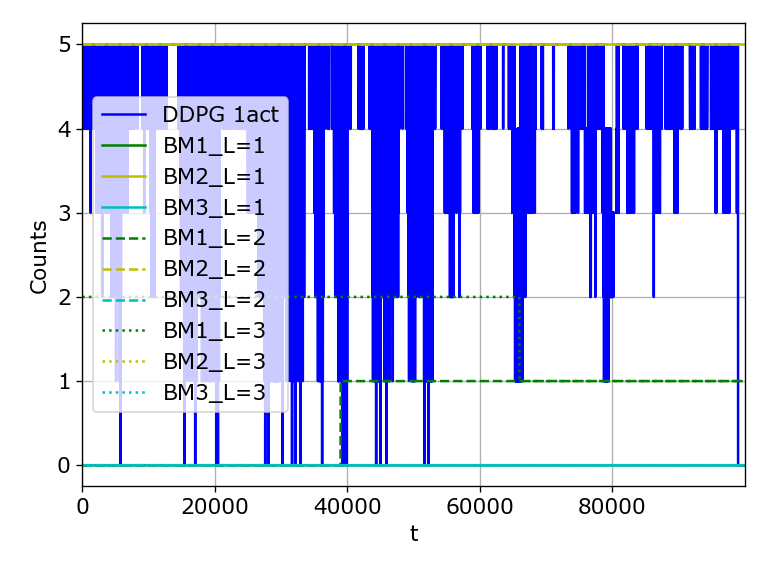 5
4
3
2
1
0
Counts
DDPG 1act
BM1_L=1
BM2_L=1
BM3_L=1
BM1_L=2
BM2_L=2
BM3_L=2
BM1_L=3
BM2_L=3
BM3_L=3
0 20000 40000 60000 80000
t